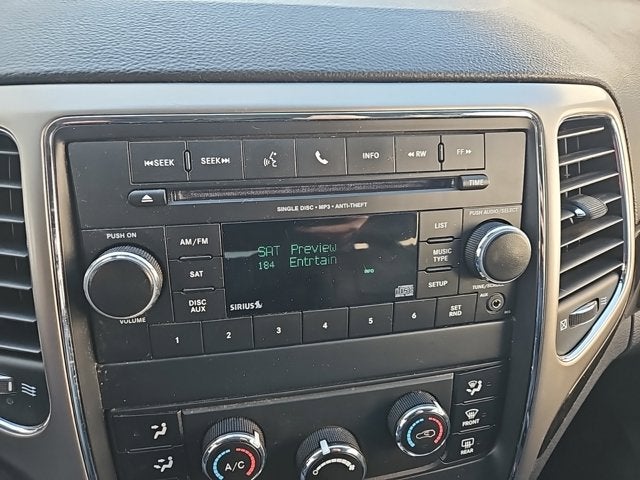 SEEK SEEK INFO RW FF
TIME
SINGLE DISC • MP3 • ANTI-THEFT
PUSH ON
VOLUME
AM/FM
SAT
DISC AUX
SAT Preview
184 Entrtain
INFO
SIRIUS
LIST
MUSIC TYPE
SETUP
SET RND
PUSH AUDIO/SELECT
AUX
1 2 3 4 5 6
A/C
FRONT
REAR